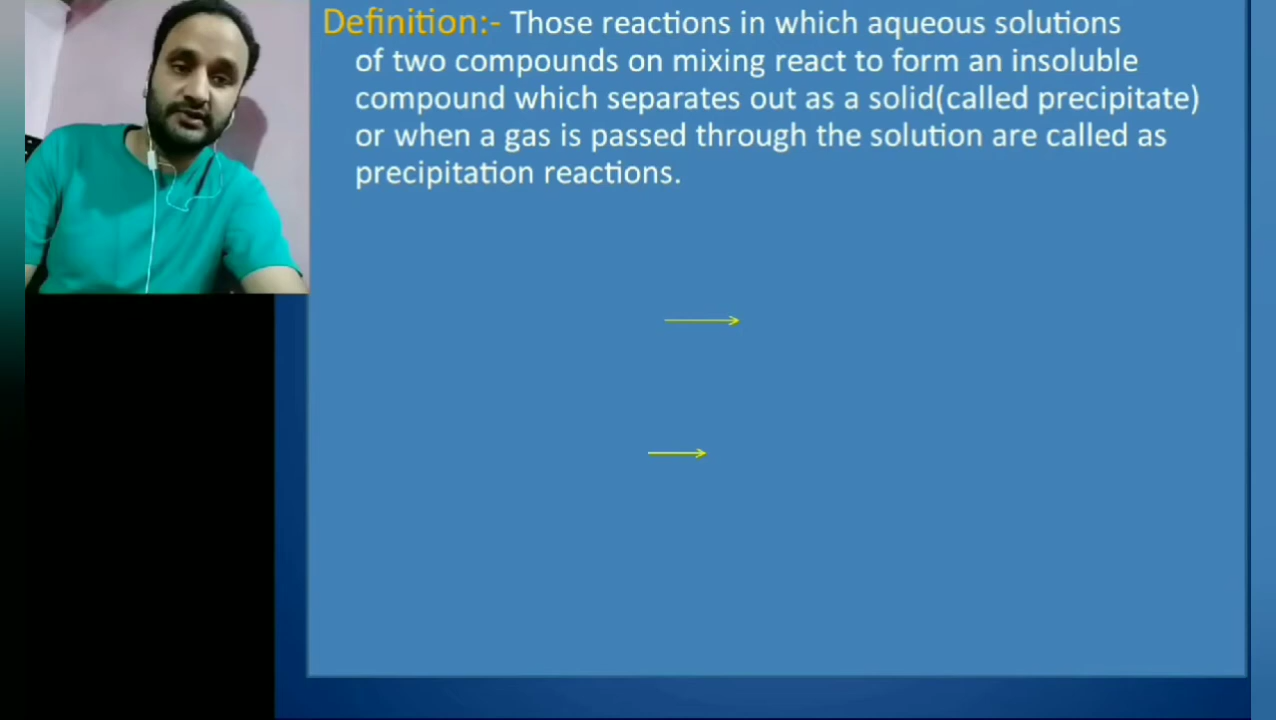 Definition:- Those reactions in which aqueous solutions
of two compounds on mixing react to form an insoluble
compound which separates out as a solid(called precipitate)
or when a gas is passed through the solution are called as
precipitation reactions.